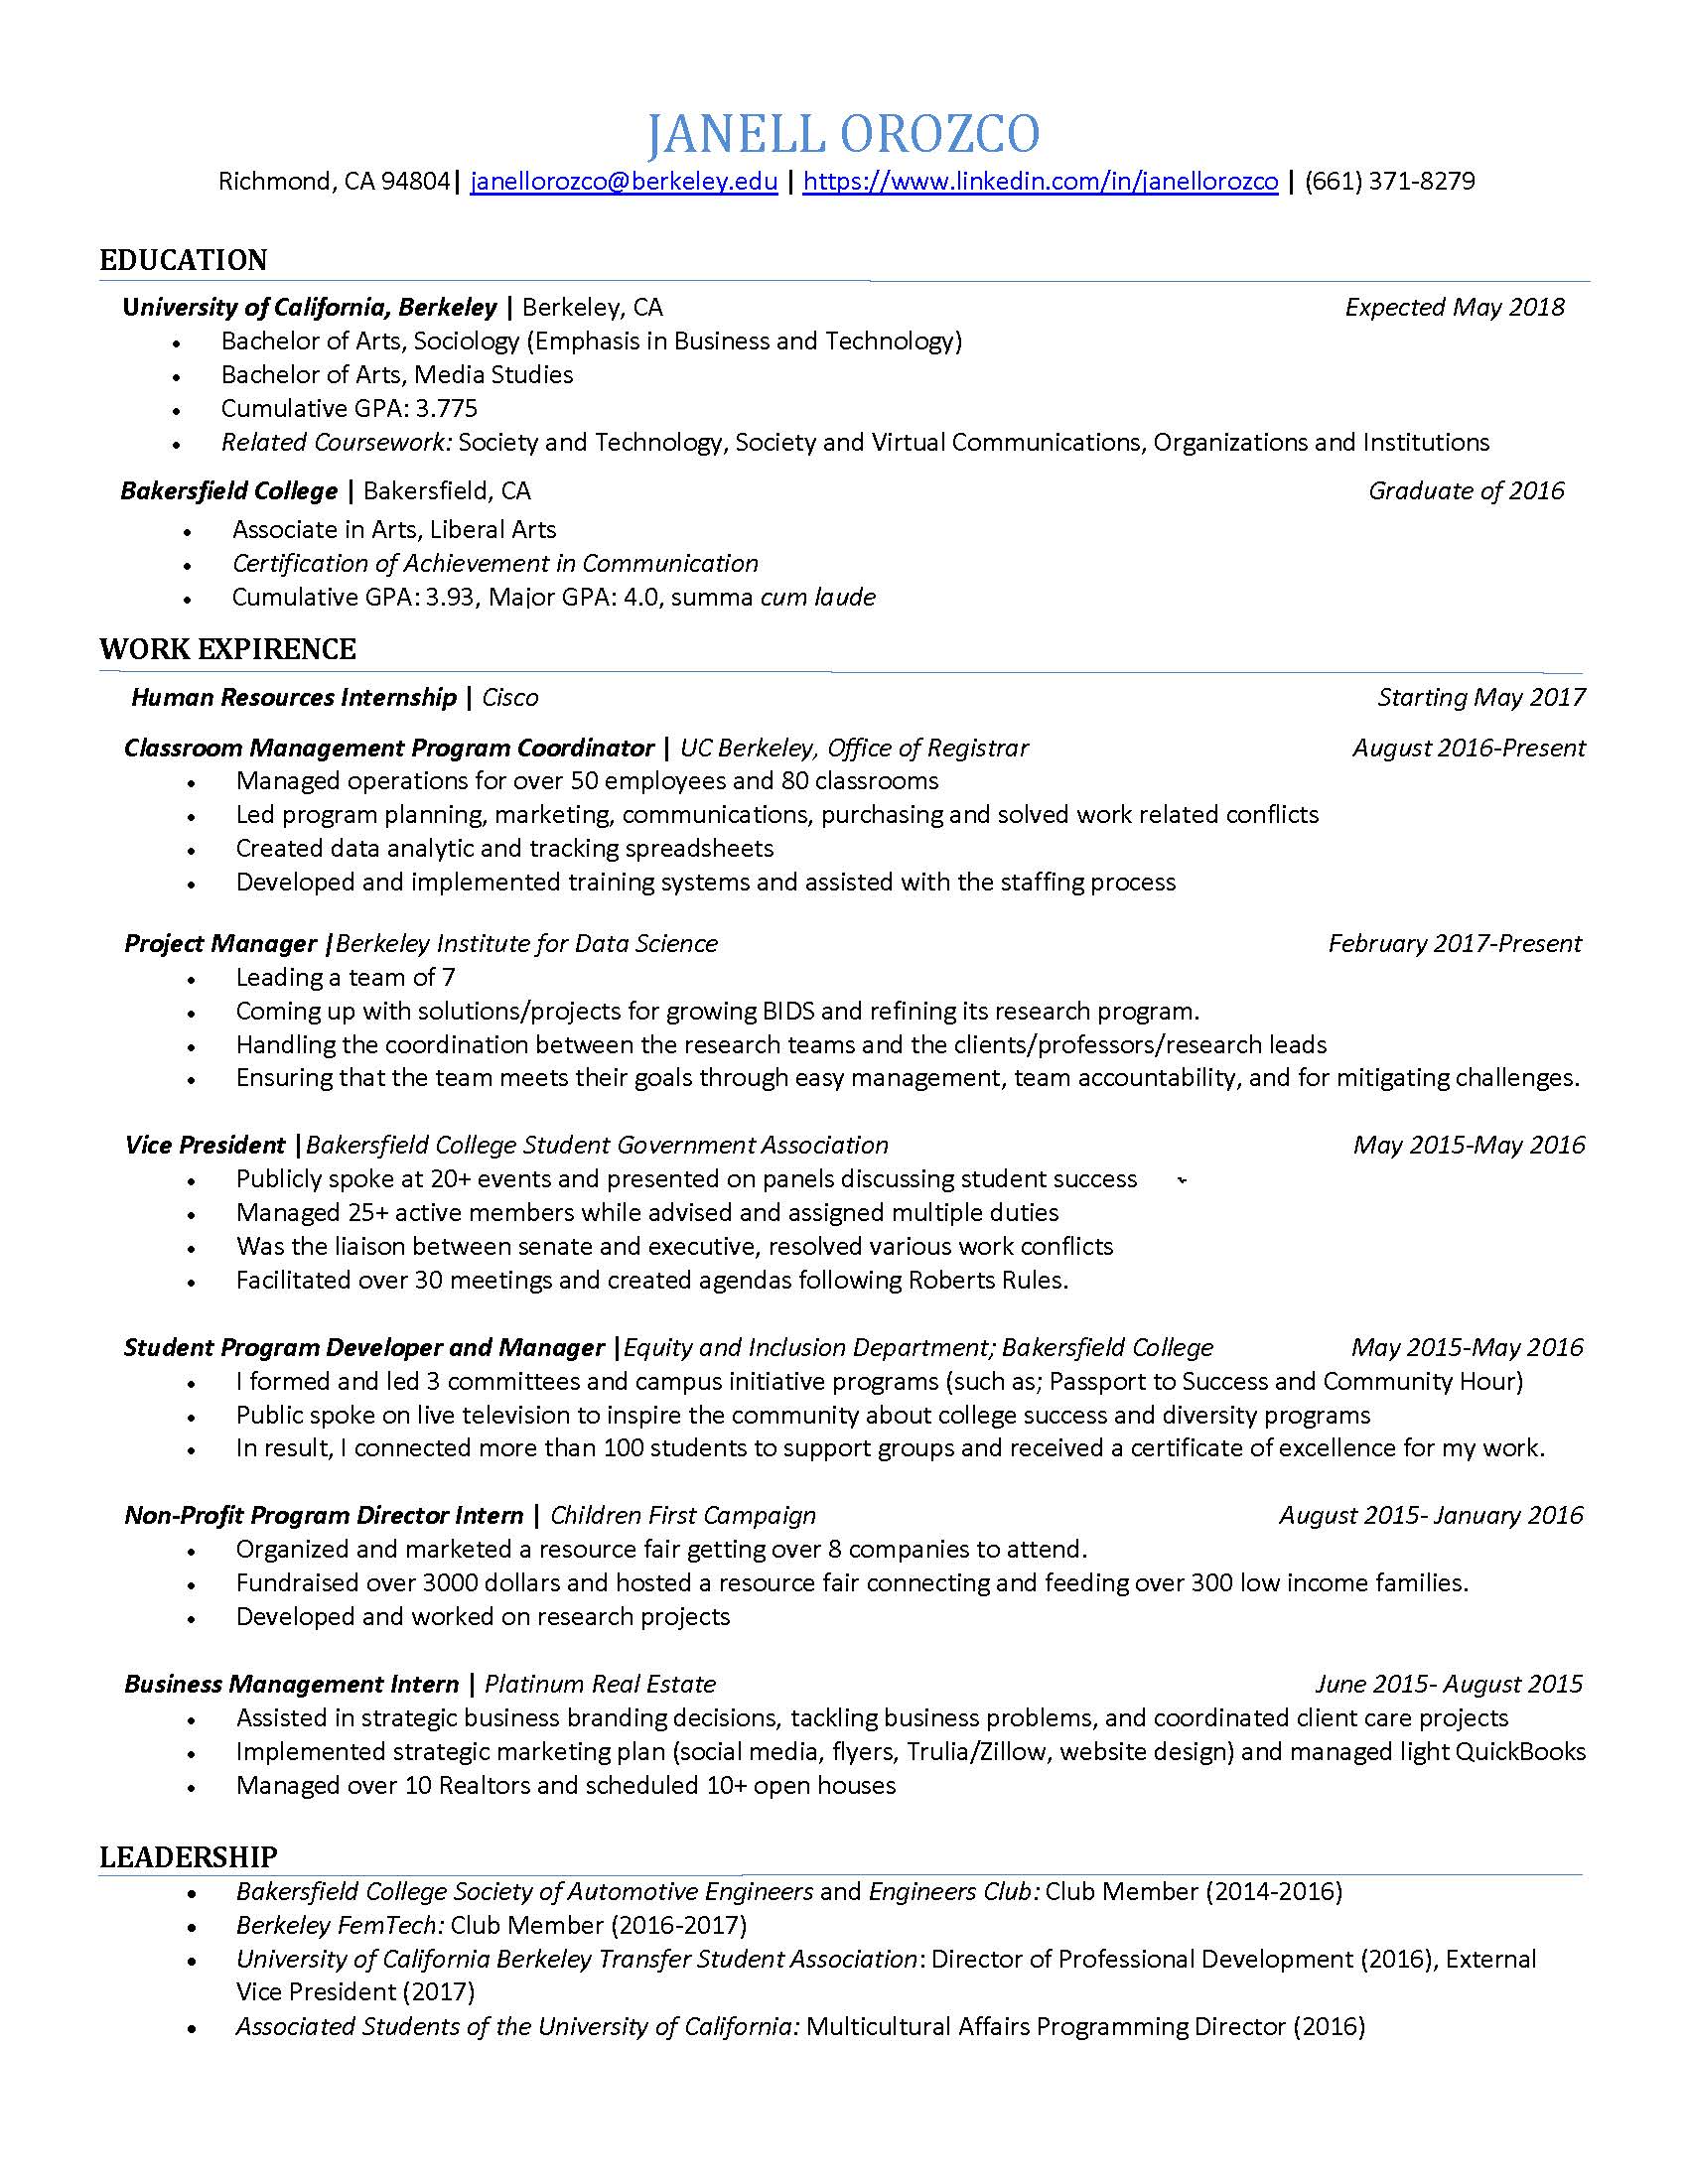 JANELL OROZCO
Richmond, CA 94804| janellorozco@berkeley.edu | https://www.linkedin.com/in/janellorozco | (661) 371-8279
EDUCATION
University of California, Berkeley | Berkeley, CA Expected May 2018
• Bachelor of Arts, Sociology (Emphasis in Business and Technology)
• Bachelor of Arts, Media Studies
• Cumulative GPA: 3.775
• Related Coursework: Society and Technology, Society and Virtual Communications, Organizations and Institutions
Bakersfield College | Bakersfield, CA Graduate of 2016
• Associate in Arts, Liberal Arts
• Certification of Achievement in Communication
• Cumulative GPA: 3.93, Major GPA: 4.0, summa cum laude
WORK EXPIRENCE
Human Resources Internship | Cisco Starting May 2017
Classroom Management Program Coordinator | UC Berkeley, Office of Registrar August 2016-Present
• Managed operations for over 50 employees and 80 classrooms
• Led program planning, marketing, communications, purchasing and solved work related conflicts
• Created data analytic and tracking spreadsheets
• Developed and implemented training systems and assisted with the staffing process
Project Manager |Berkeley Institute for Data Science February 2017-Present
• Leading a team of 7
• Coming up with solutions/projects for growing BIDS and refining its research program.
• Handling the coordination between the research teams and the clients/professors/research leads
• Ensuring that the team meets their goals through easy management, team accountability, and for mitigating challenges.
Vice President |Bakersfield College Student Government Association May 2015-May 2016
• Publicly spoke at 20+ events and presented on panels discussing student success
• Managed 25+ active members while advised and assigned multiple duties
• Was the liaison between senate and executive, resolved various work conflicts
• Facilitated over 30 meetings and created agendas following Roberts Rules.
Student Program Developer and Manager |Equity and Inclusion Department; Bakersfield College May 2015-May 2016
• I formed and led 3 committees and campus initiative programs (such as; Passport to Success and Community Hour)
• Public spoke on live television to inspire the community about college success and diversity programs
• In result, I connected more than 100 students to support groups and received a certificate of excellence for my work.
Non-Profit Program Director Intern | Children First Campaign August 2015- January 2016
• Organized and marketed a resource fair getting over 8 companies to attend.
• Fundraised over 3000 dollars and hosted a resource fair connecting and feeding over 300 low income families.
• Developed and worked on research projects
Business Management Intern | Platinum Real Estate June 2015- August 2015
• Assisted in strategic business branding decisions, tackling business problems, and coordinated client care projects
• Implemented strategic marketing plan (social media, flyers, Trulia/Zillow, website design) and managed light QuickBooks
• Managed over 10 Realtors and scheduled 10+ open houses
LEADERSHIP
• Bakersfield College Society of Automotive Engineers and Engineers Club: Club Member (2014-2016)
• Berkeley FemTech: Club Member (2016-2017)
• University of California Berkeley Transfer Student Association: Director of Professional Development (2016), External
Vice President (2017)
• Associated Students of the University of California: Multicultural Affairs Programming Director (2016)